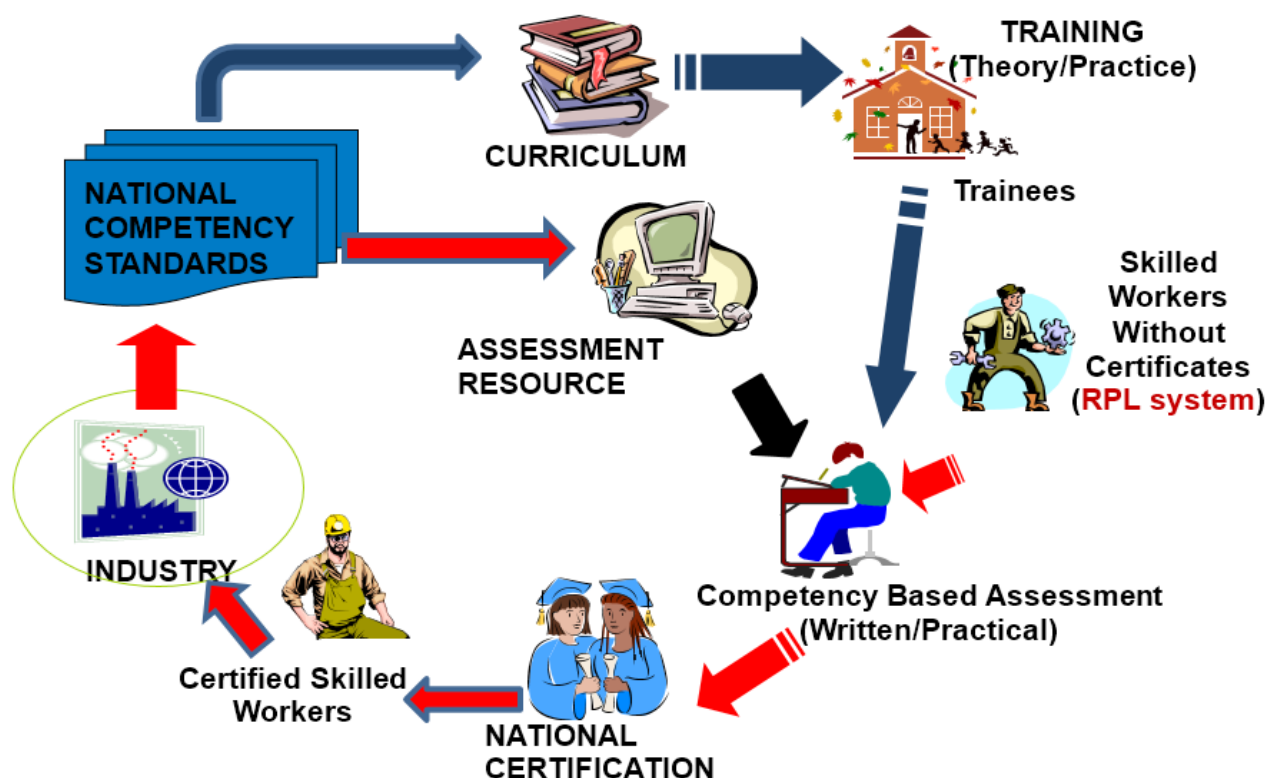 TRAINING
(Theory/Practice)
CURRICULUM
Trainees
NATIONAL
COMPETENCY
STANDARDS
ASSESSMENT
RESOURCE
Skilled
Workers
Without
Certificates
(RPL system)
INDUSTRY
Competency Based Assessment
(Written/Practical)
Certified Skilled
Workers
NATIONAL
CERTIFICATION